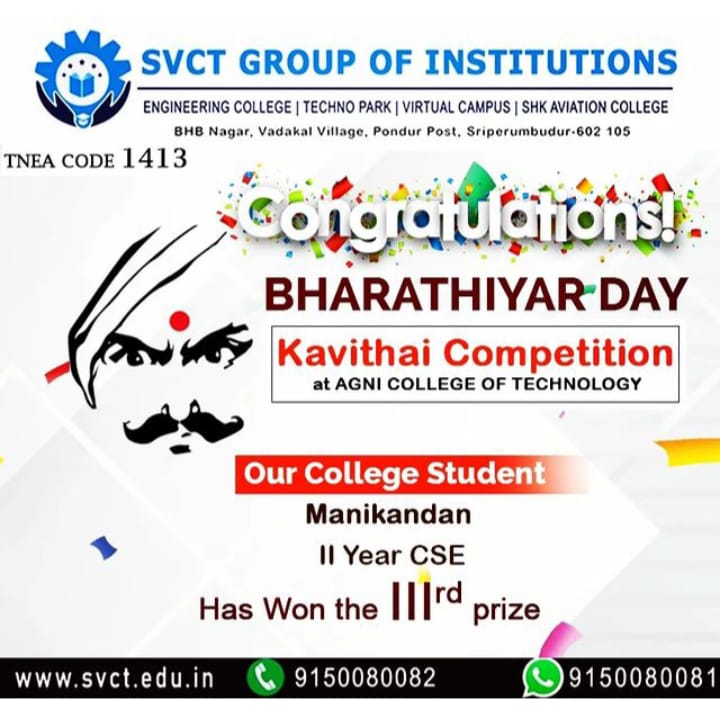 SVCT GROUP OF INSTITUTIONS
ENGINEERING COLLEGE | TECHNO PARK | VIRTUAL CAMPUS | SHK AVIATION COLLEGE
BHB Nagar, Vadakal Village, Pondur Post, Sriperumbudur-602 105
TNEA CODE 1413
Congratulations!
BHARATHIYAR DAY
Kavithai Competition
at AGNI COLLEGE OF TECHNOLOGY
Our College Student
Manikandan
II Year CSE
Has Won the IIIrd prize
www.svct.edu.in 9150080082 9150080081